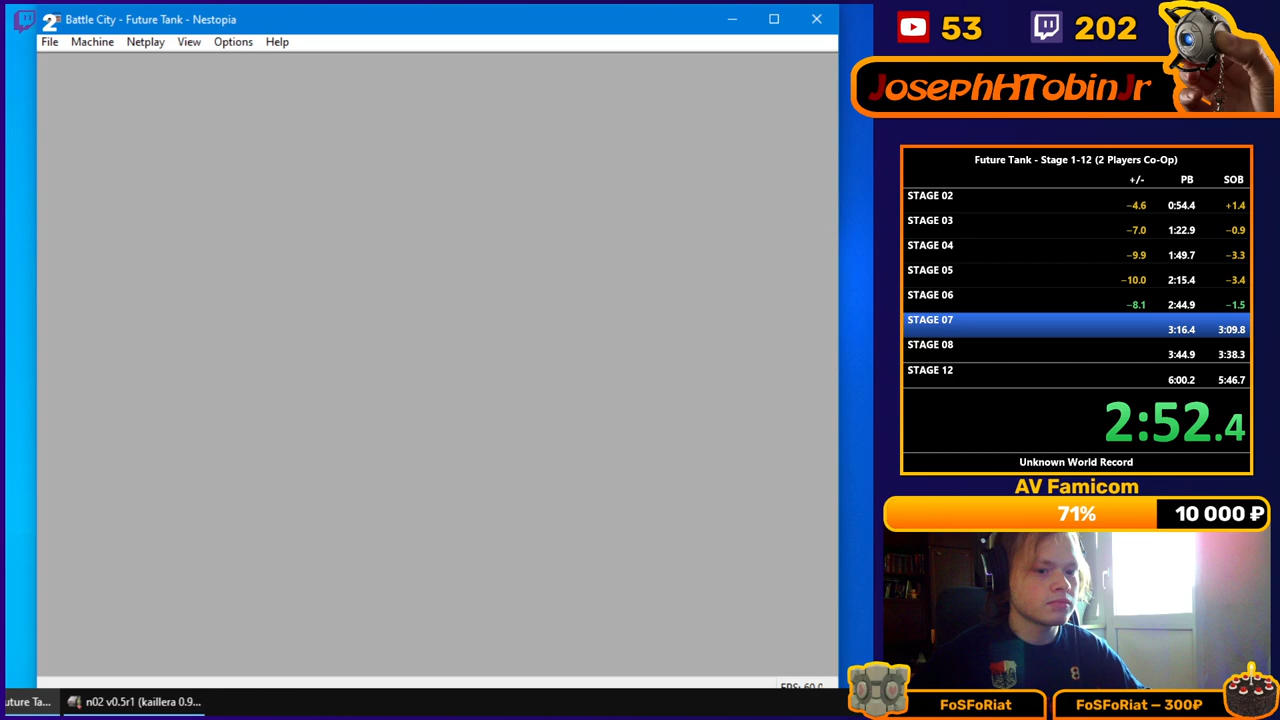 2
Battle City - Future Tank - Nestopia
File Machine Netplay View Options Help
53
202
JosephHTobinJr
Future Tank - Stage 1-12 (2 Players Co-Op)
+/- PB SOB
STAGE 02
−4.6 0:54.4 +1.4
STAGE 03
−7.0 1:22.9 −0.9
STAGE 04
−9.9 1:49.7 −3.3
STAGE 05
−10.0 2:15.4 −3.4
STAGE 06
−8.1 2:44.9 −1.5
STAGE 07
3:16.4 3:09.8
STAGE 08
3:44.9 3:38.3
STAGE 12
6:00.2 5:46.7
2:52.4
Unknown World Record
AV Famicom
71% 10 000 ₽
uture Ta...
n02 v0.5r1 (kaillera 0.9...
FoSFoRiat
FoSFoRiat — 300₽